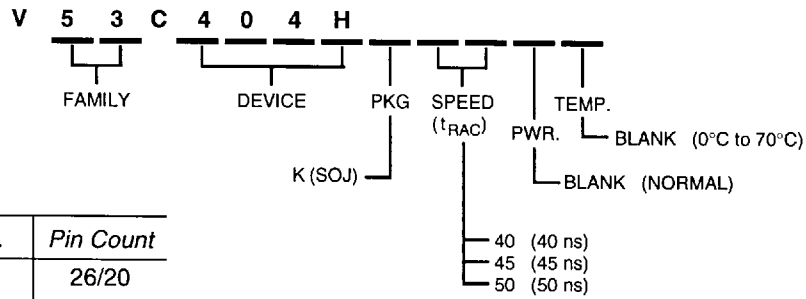 V 5 3 C 4 0 4 H
FAMILY DEVICE PKG SPEED TEMP.
(tRAC) PWR. BLANK (0°C to 70°C)
K (SOJ) BLANK (NORMAL)
40 (40 ns)
45 (45 ns)
50 (50 ns)
. Pin Count
26/20